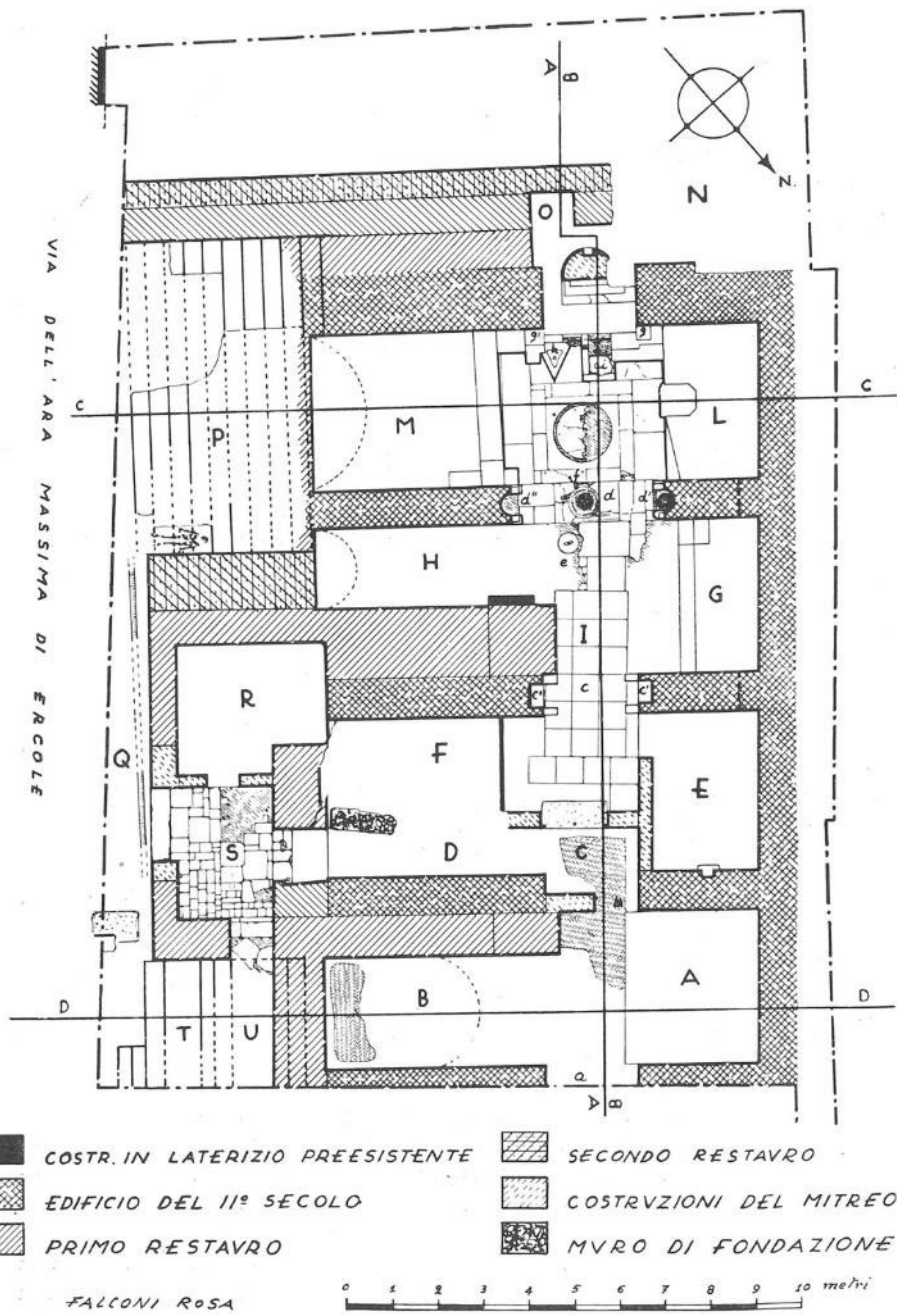 A B
N
N.
O
VIA DELL'ARA MASSIMA DI ERCOLE
g' g
C C
P M L
f
d'' d d'
e
H G
I
c'' c c'
R
Q F E
S D C
B A
D D
T U
a
A B
COSTR. IN LATERIZIO PREESISTENTE
EDIFICIO DEL IIº SECOLO
PRIMO RESTAVRO
SECONDO RESTAVRO
COSTRVZIONI DEL MITREO
MVRO DI FONDAZIONE
FALCONI ROSA
0 1 2 3 4 5 6 7 8 9 10 metri